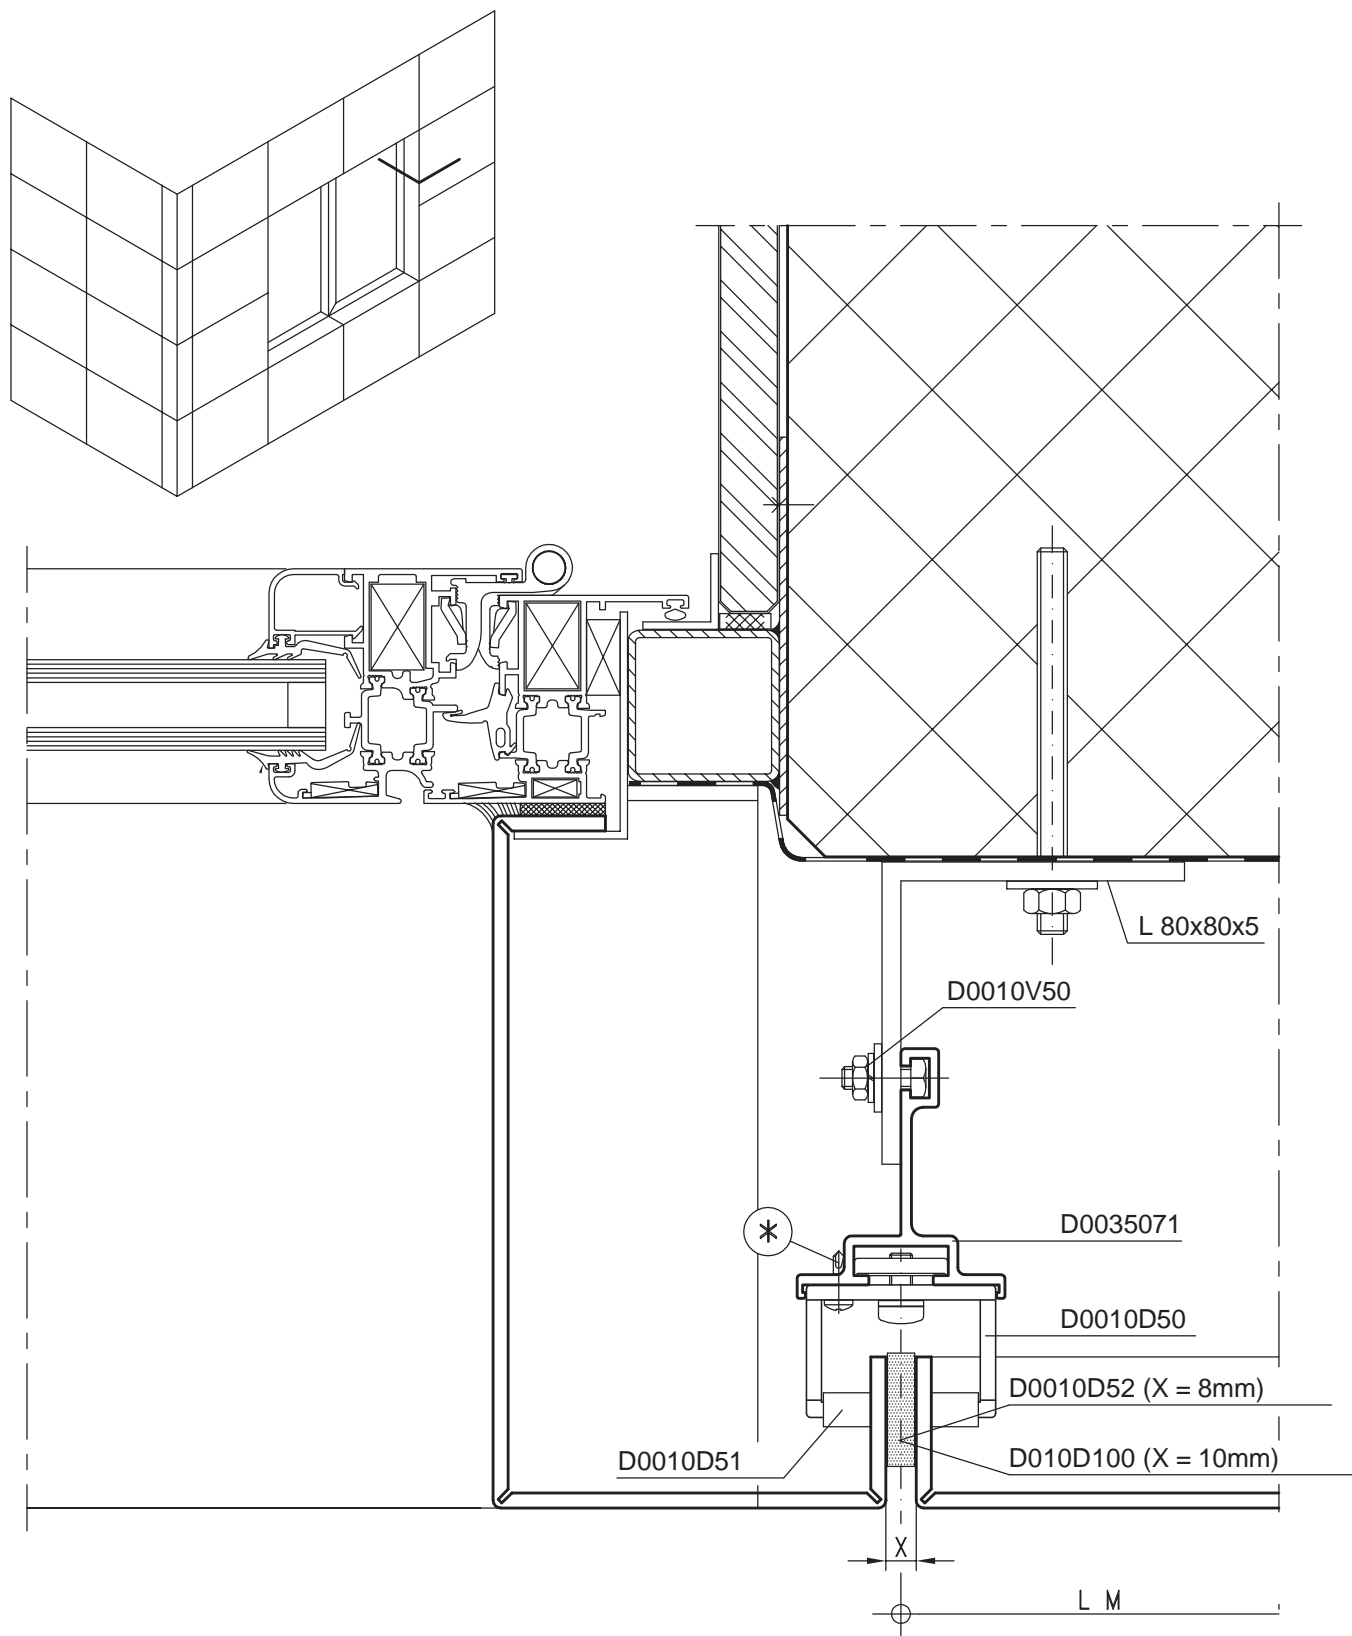 L 80x80x5
D0010V50
D0035071
D0010D50
D0010D52 (X = 8mm)
D0010D51
D010D100 (X = 10mm)
X
L M